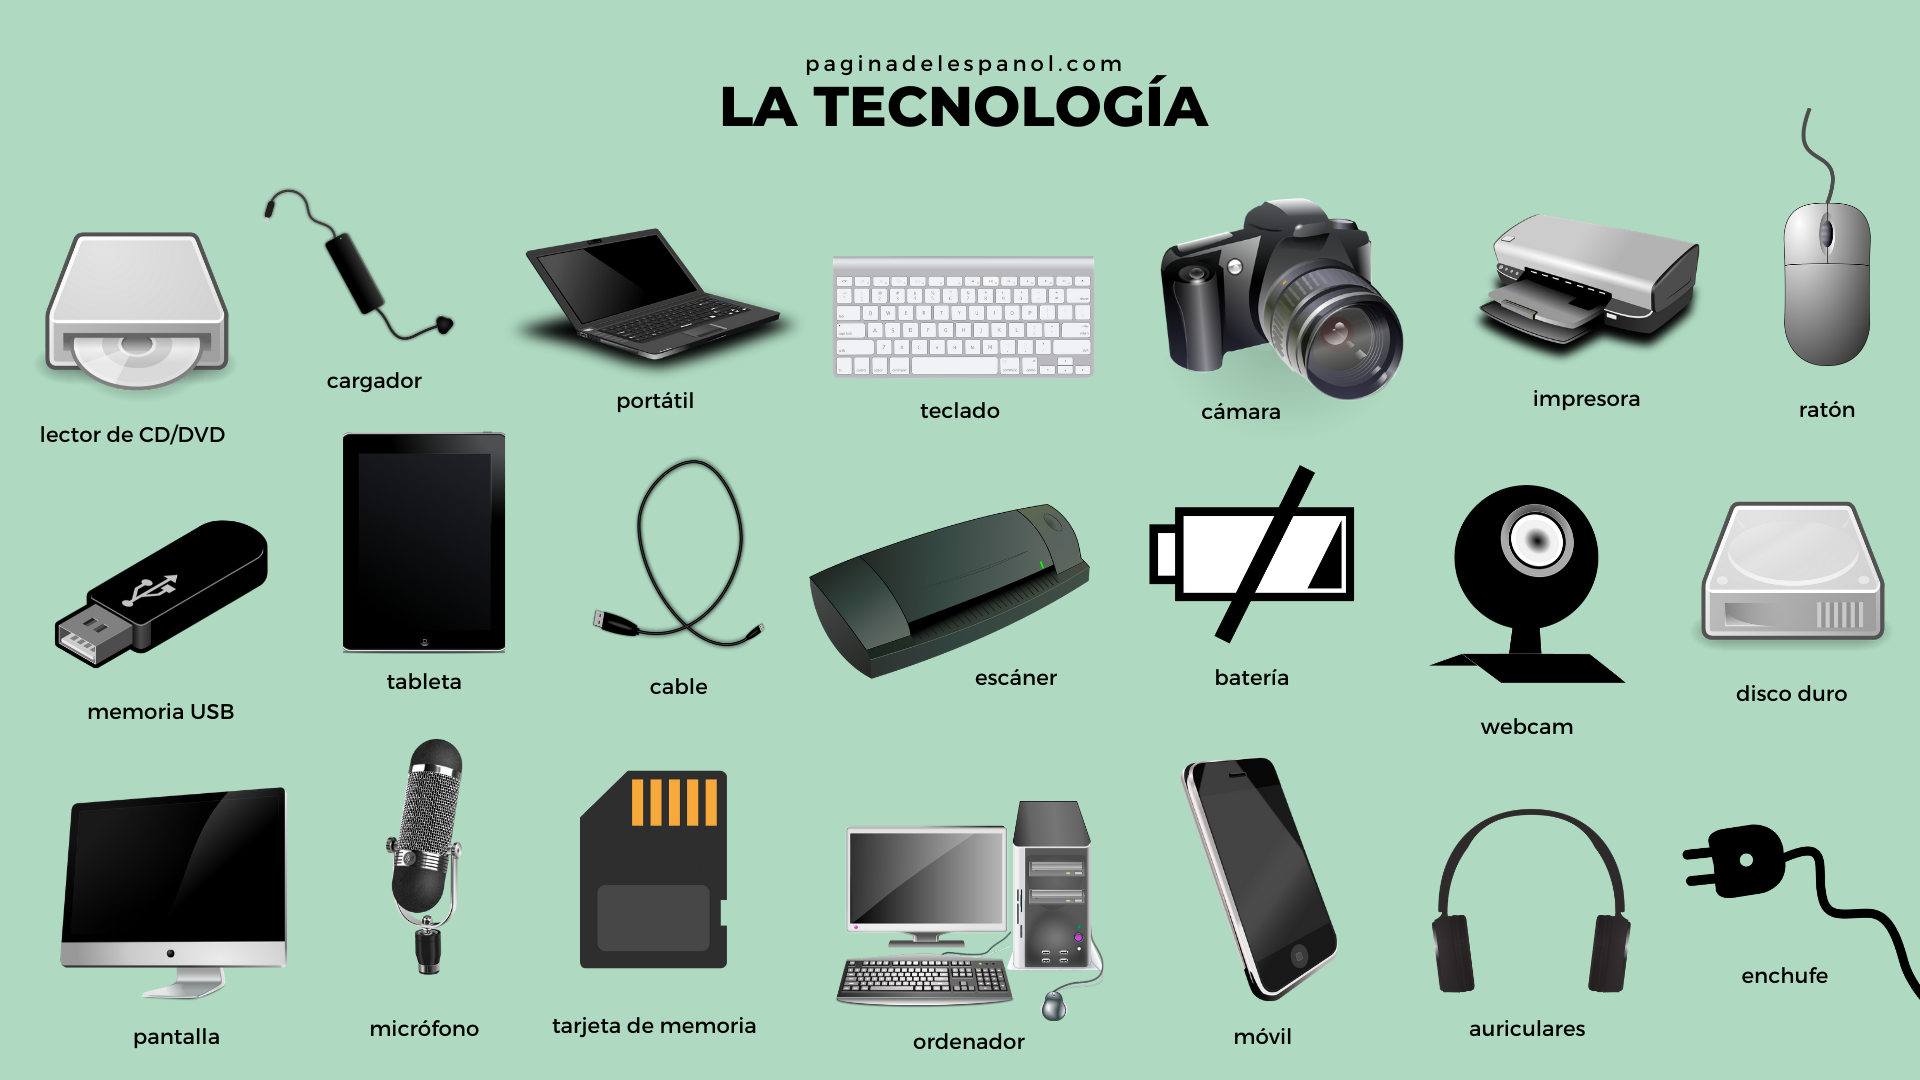 paginadelespanol.com
LA TECNOLOGÍA
lector de CD/DVD
cargador
portátil
teclado
cámara
impresora
ratón
memoria USB
tableta
cable
escáner
batería
webcam
disco duro
pantalla
micrófono
tarjeta de memoria
ordenador
móvil
auriculares
enchufe